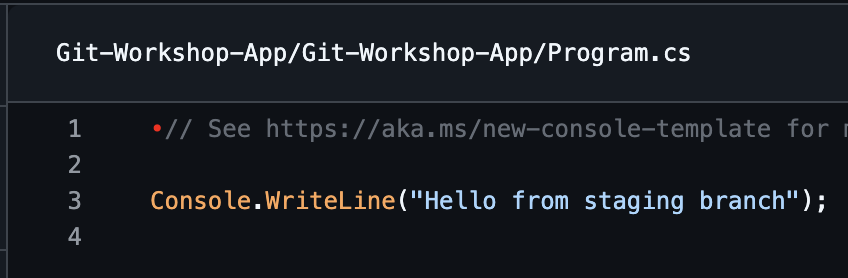 Git-Workshop-App/Git-Workshop-App/Program.cs
1 •// See https://aka.ms/new-console-template for
2
3 Console.WriteLine("Hello from staging branch");
4